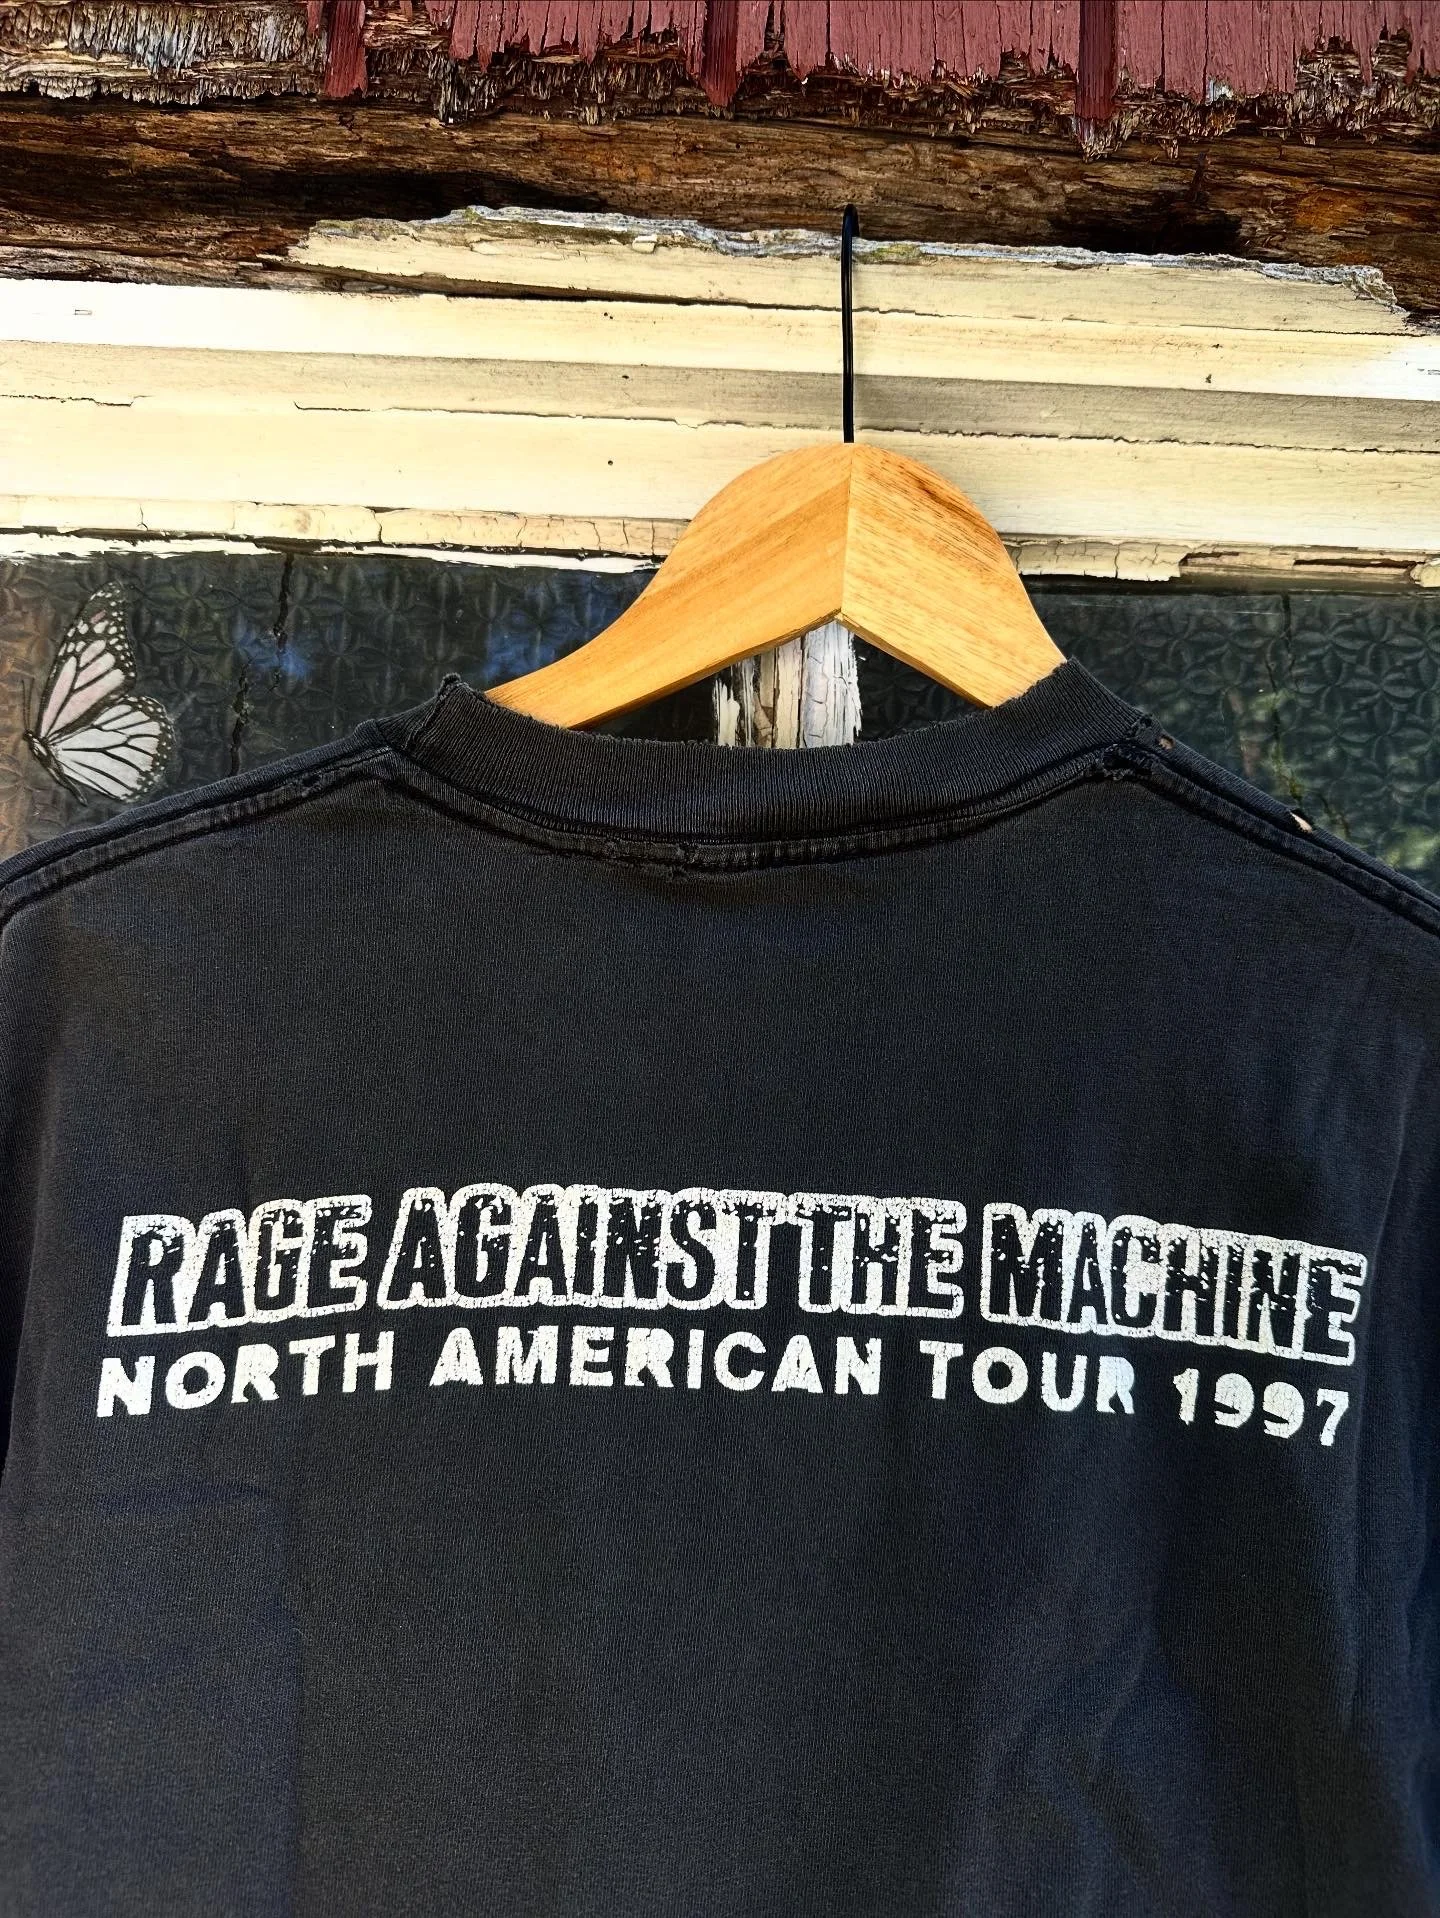 RAGE AGAINST THE MACHINE
NORTH AMERICAN TOUR 1997